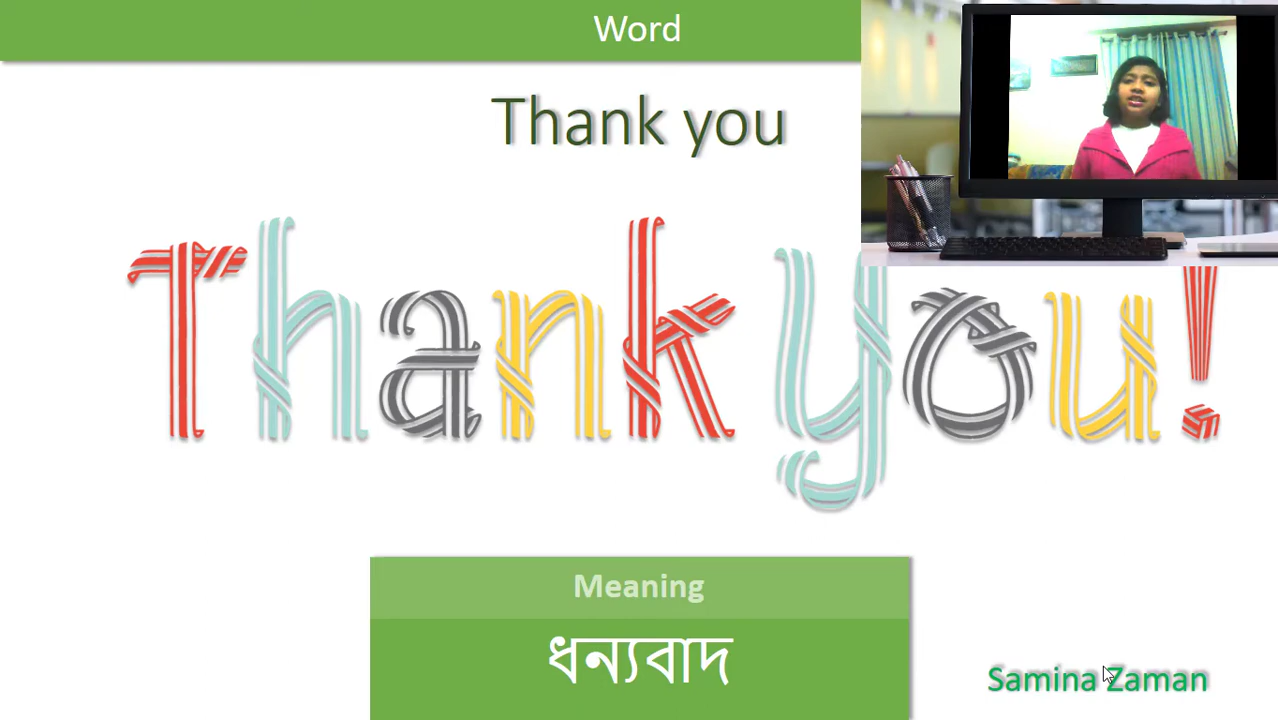 Word
Thank you
Thank you!
Meaning
ধন্যবাদ
Samina Zaman